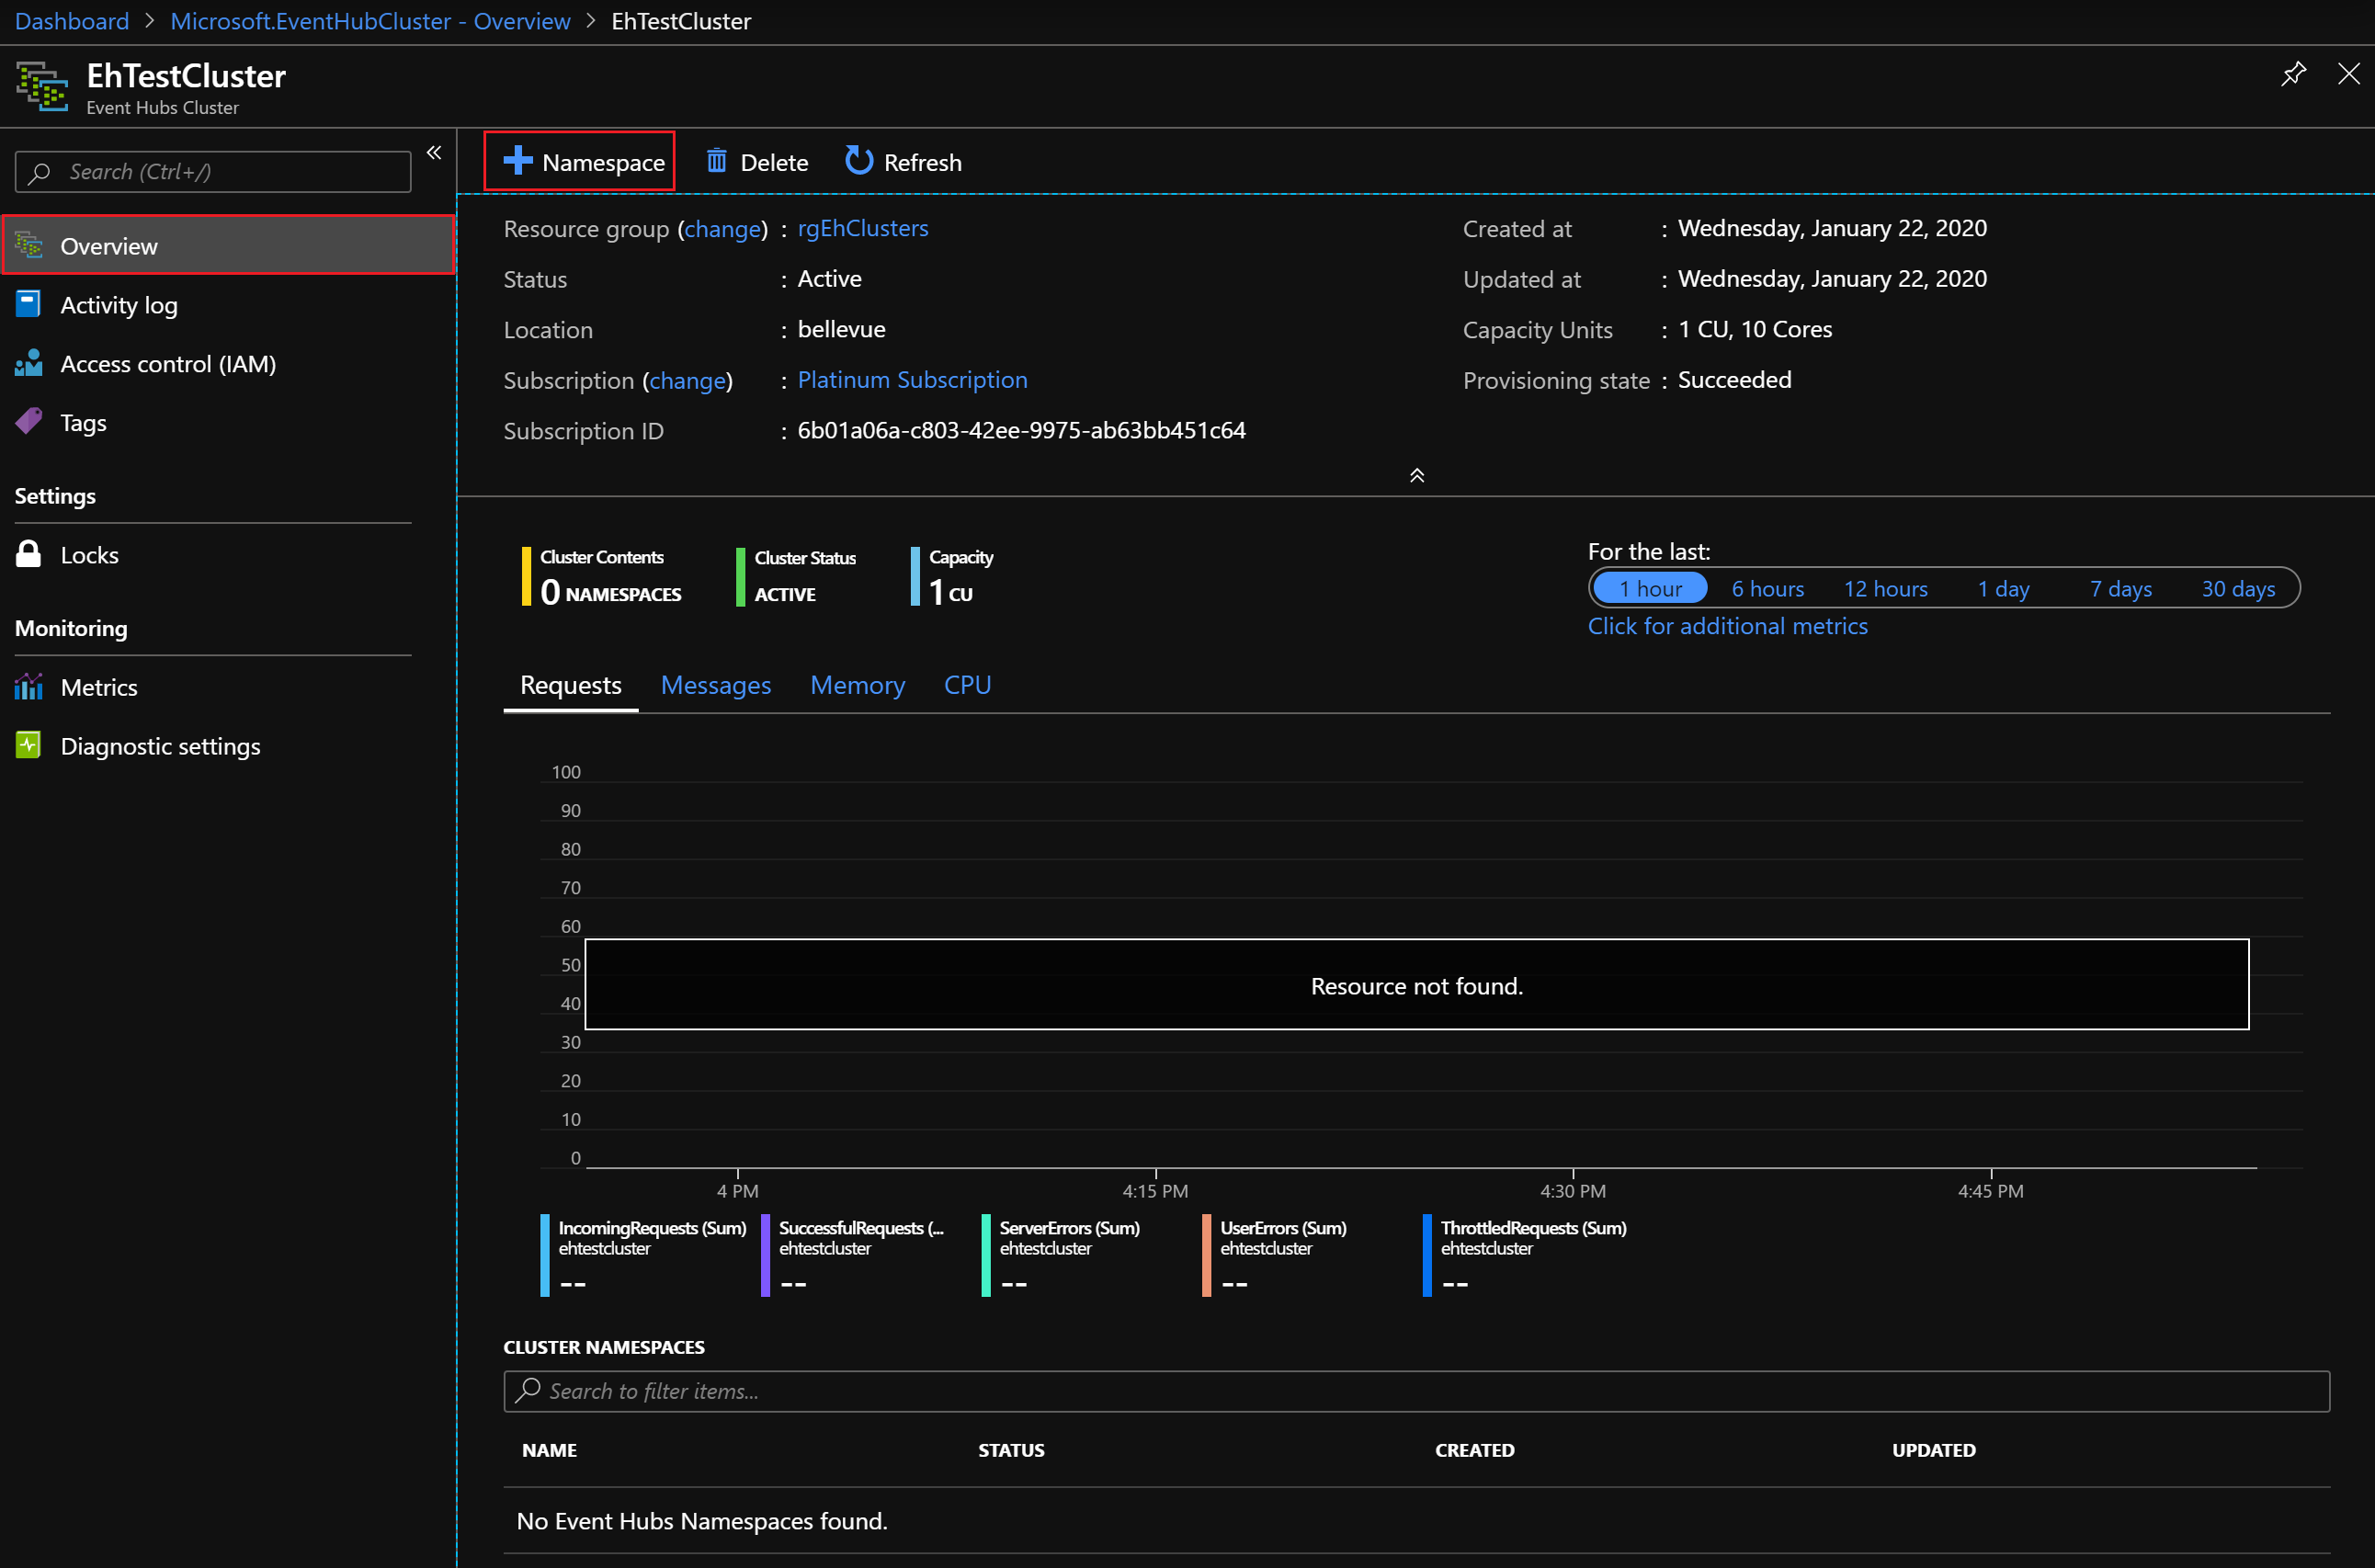 Dashboard > Microsoft.EventHubCluster - Overview > EhTestCluster
EhTestCluster
Event Hubs Cluster
Search (Ctrl+/)
Overview
Activity log
Access control (IAM)
Tags
Settings
Locks
Monitoring
Metrics
Diagnostic settings
Namespace Delete Refresh
Resource group (change) : rgEhClusters
Status : Active
Location : bellevue
Subscription (change) : Platinum Subscription
Subscription ID : 6b01a06a-c803-42ee-9975-ab63bb451c64
Created at : Wednesday, January 22, 2020
Updated at : Wednesday, January 22, 2020
Capacity Units : 1 CU, 10 Cores
Provisioning state : Succeeded
Cluster Contents
0 NAMESPACES
Cluster Status
ACTIVE
Capacity
1 CU
For the last:
1 hour 6 hours 12 hours 1 day 7 days 30 days
Click for additional metrics
Requests Messages Memory CPU
100
90
80
70
60
50
40
30
20
10
0
Resource not found.
4 PM 4:15 PM 4:30 PM 4:45 PM
IncomingRequests (Sum)
ehtestcluster
--
SuccessfulRequests (...
ehtestcluster
--
ServerErrors (Sum)
ehtestcluster
--
UserErrors (Sum)
ehtestcluster
--
ThrottledRequests (Sum)
ehtestcluster
--
CLUSTER NAMESPACES
Search to filter items...
NAME STATUS CREATED UPDATED
No Event Hubs Namespaces found.